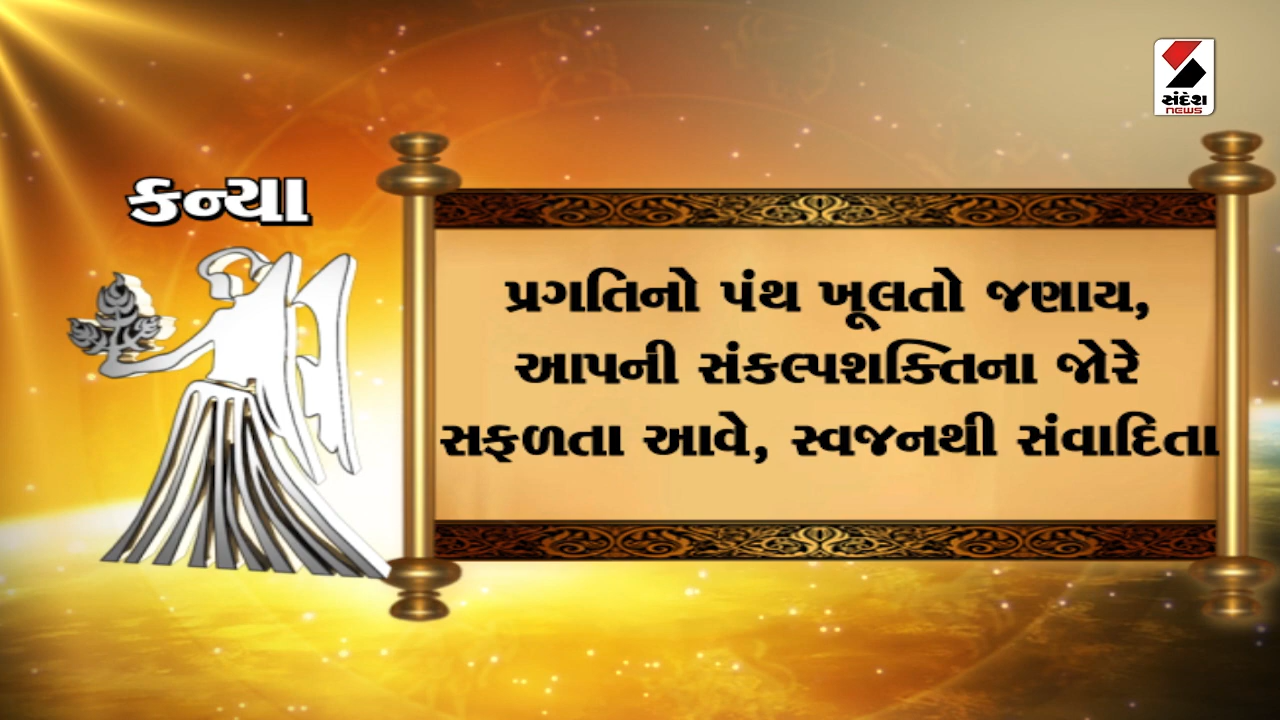 સંદેશ
NEWS
કન્યા
પ્રગતિનો પંથ ખૂલતો જણાય,
આપની સંકલ્પશક્તિના જોરે
સફળતા આવે, સ્વજનથી સંવાદિતા